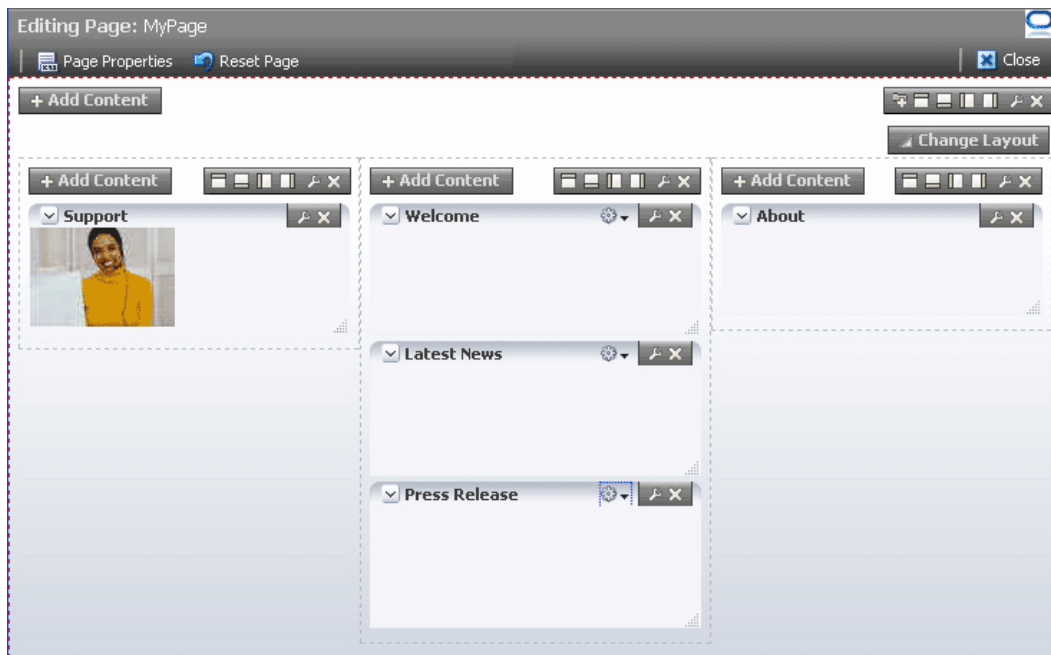 Editing Page: MyPage
Page Properties Reset Page Close
+ Add Content
Change Layout
+ Add Content + Add Content + Add Content
Support Welcome About
Latest News
Press Release